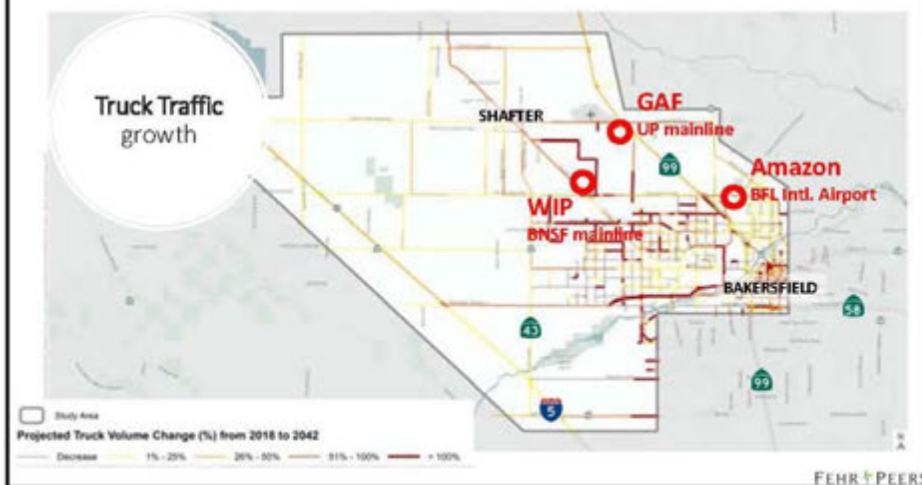 Truck Traffic
growth
SHAFTER
GAF
UP mainline
99
Amazon
BFL Intl. Airport
WIP
BNSF mainline
BAKERSFIELD
58
43
99
5
Study Area
Projected Truck Volume Change (%) from 2018 to 2042
Decrease 1% - 25% 26% - 50% 51% - 100% > 100%
FEHR PEERS